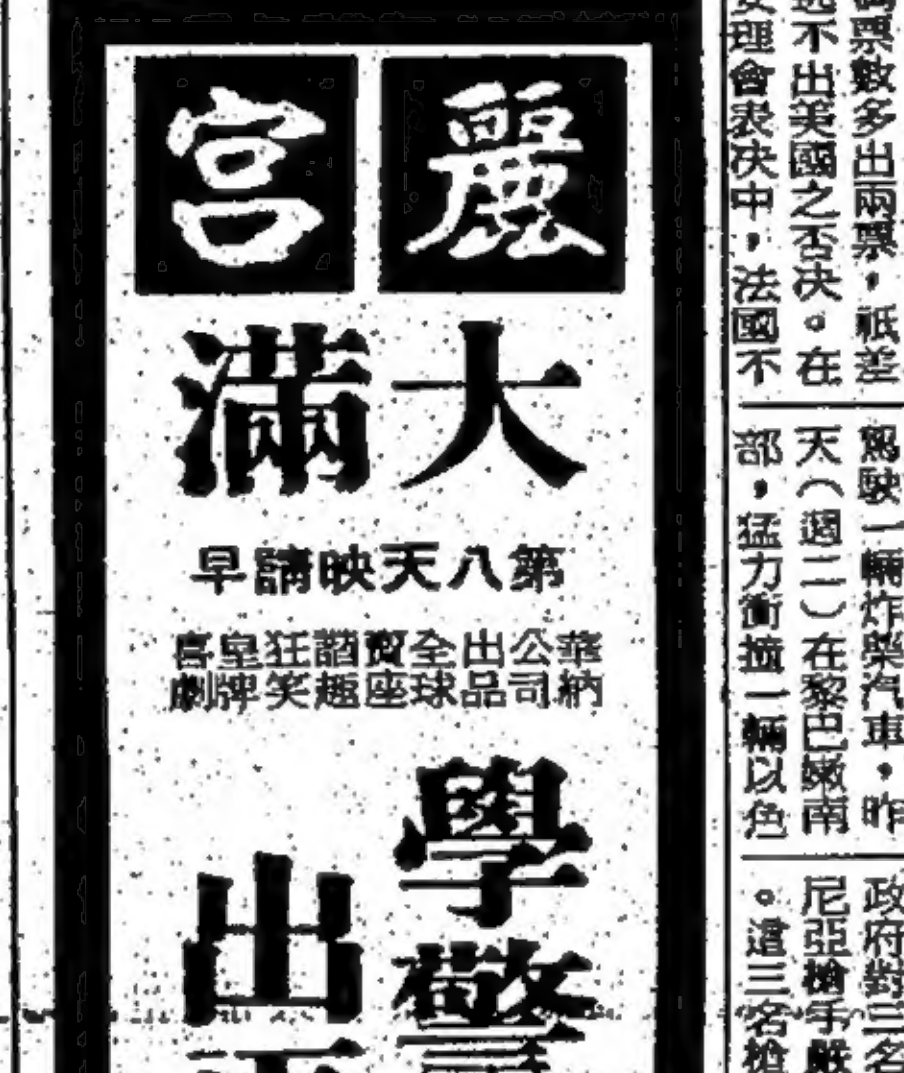 票數多出兩票，祇差
不出美國之否決。在
理會表決中，法國不
駕駛一輛炸藥汽車，昨
天（週二）在黎巴嫩南
部，猛力衝撞一輛以色
政府對三名
尼亞槍手嚴
。這三名槍
麗宮
大滿
第八天映請早
華納公司出品全球賣座諧趣狂笑皇牌喜劇
學警
出